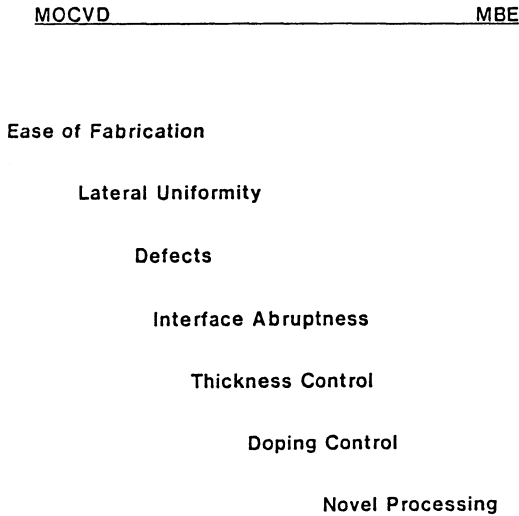 MOCVD MBE
Ease of Fabrication
Lateral Uniformity
Defects
Interface Abruptness
Thickness Control
Doping Control
Novel Processing